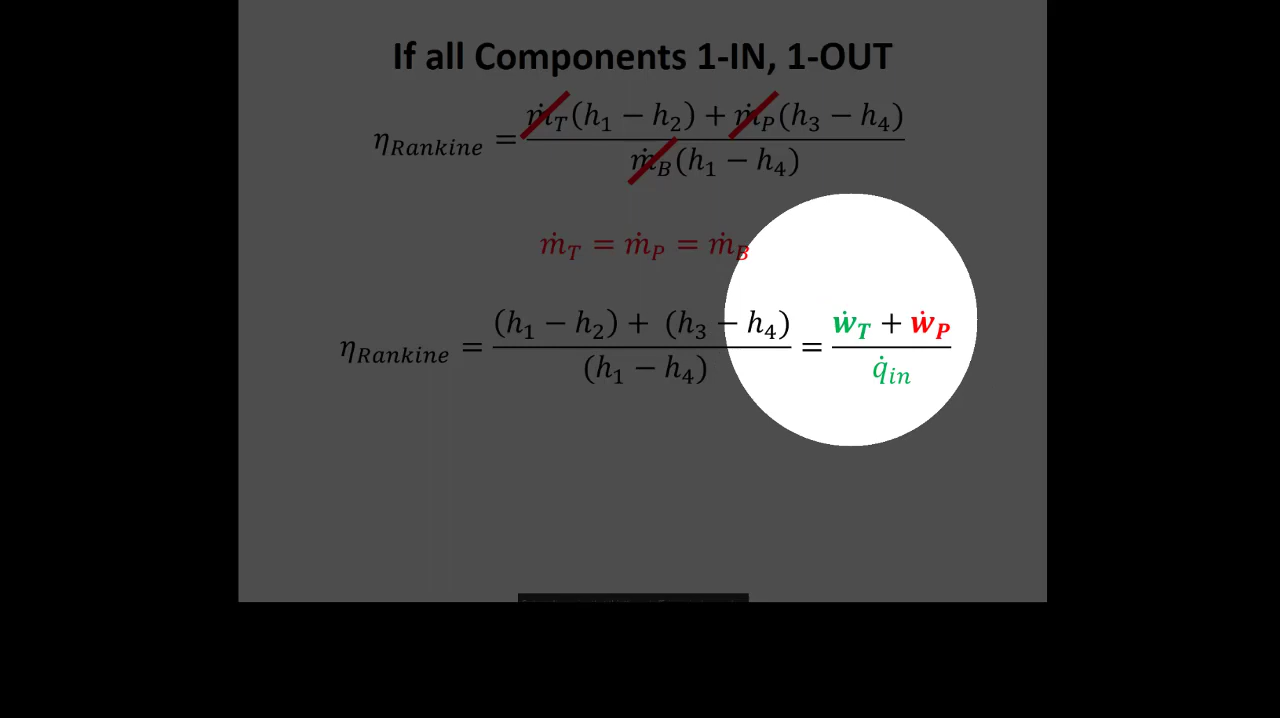 If all Components 1-IN, 1-OUT
η_Rankine = (ṁ_T(h₁ − h₂) + ṁ_P(h₃ − h₄)) / (ṁ_B(h₁ − h₄))
ṁ_T = ṁ_P = ṁ_B
η_Rankine = ((h₁ − h₂) + (h₃ − h₄)) / (h₁ − h₄) = (ẇ_T + ẇ_P) / q̇_in